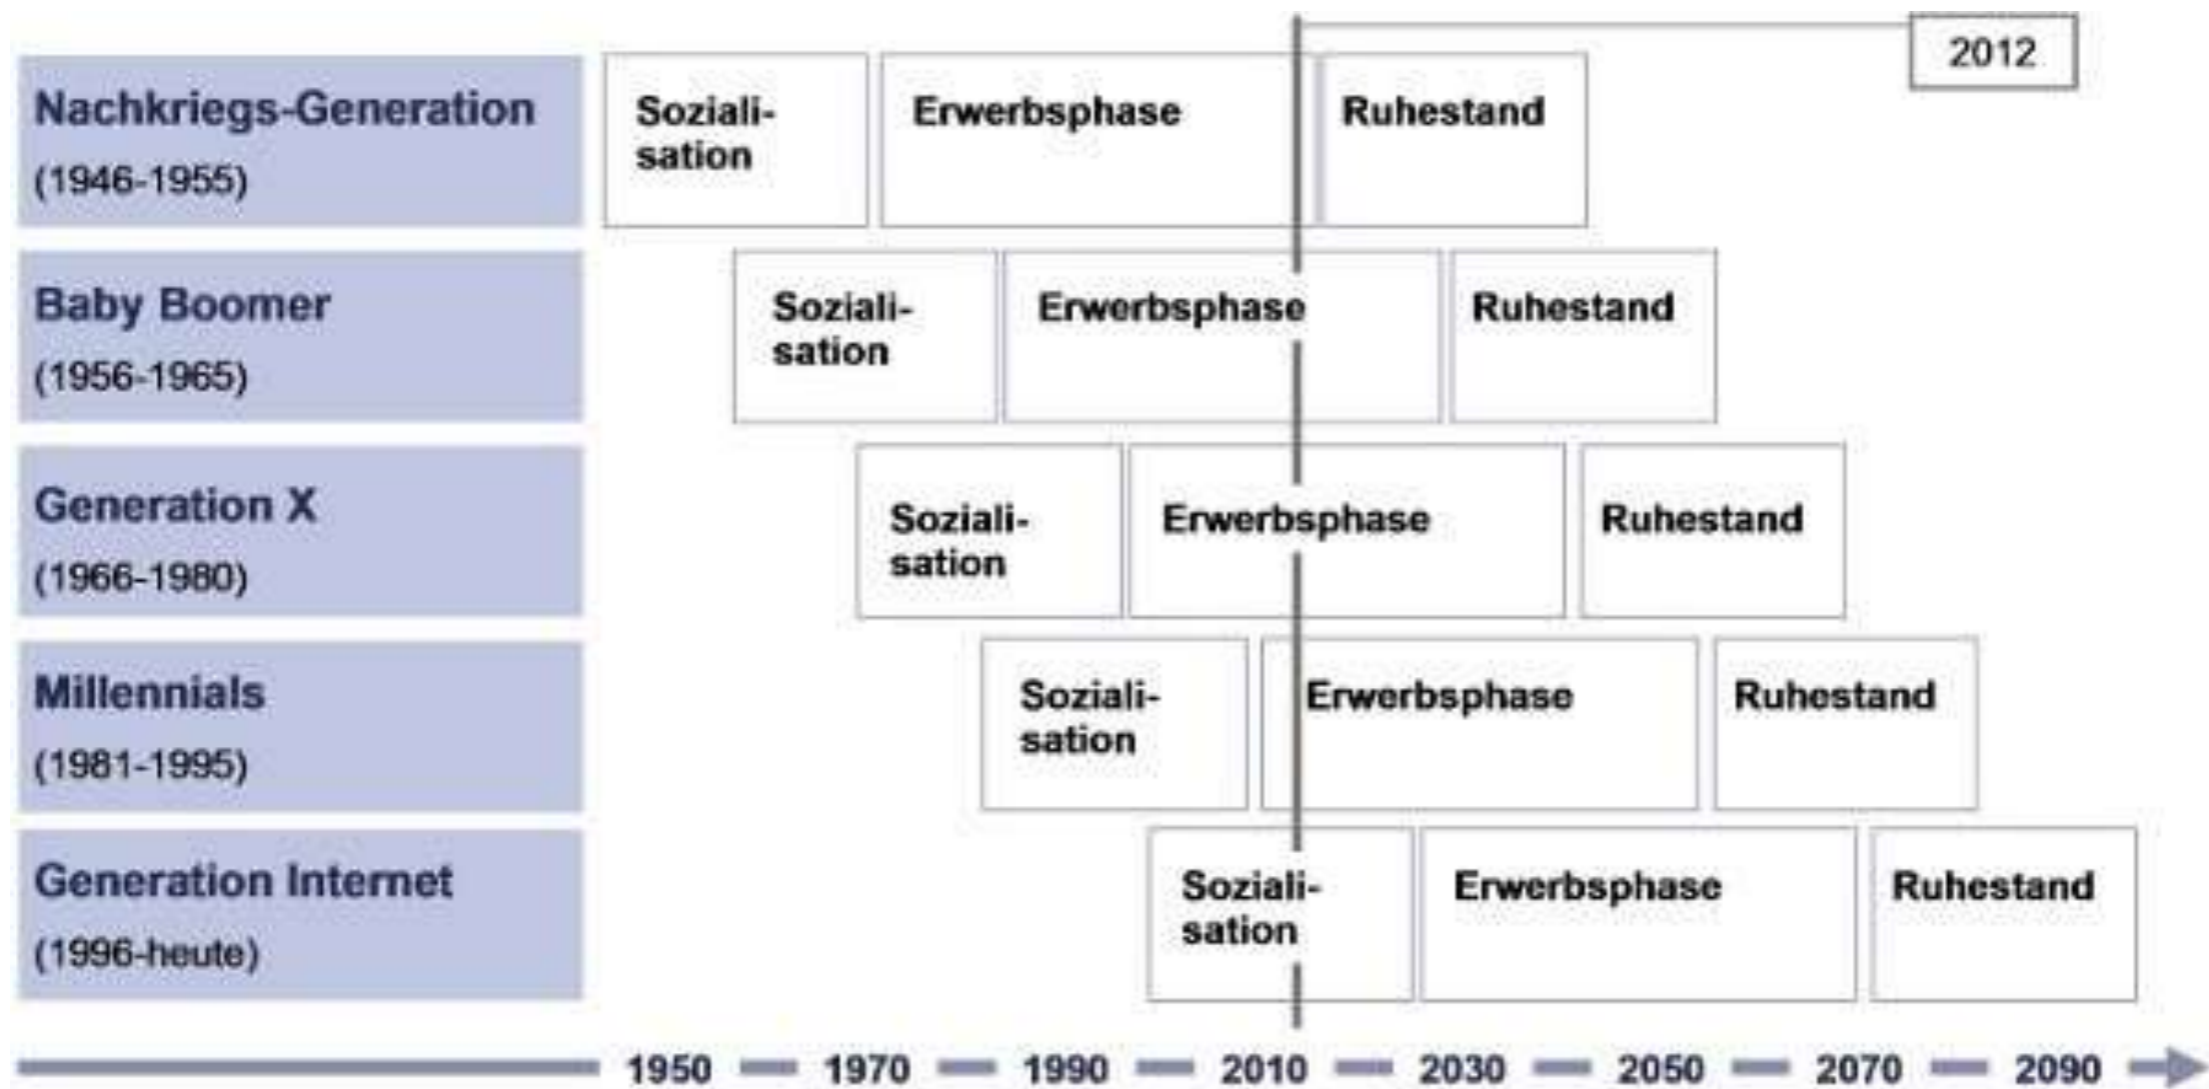 2012
Nachkriegs-Generation
(1946-1955)
Soziali-
sation
Erwerbsphase
Ruhestand
Baby Boomer
(1956-1965)
Soziali-
sation
Erwerbsphase
Ruhestand
Generation X
(1966-1980)
Soziali-
sation
Erwerbsphase
Ruhestand
Millennials
(1981-1995)
Soziali-
sation
Erwerbsphase
Ruhestand
Generation Internet
(1996-heute)
Soziali-
sation
Erwerbsphase
Ruhestand
1950 1970 1990 2010 2030 2050 2070 2090